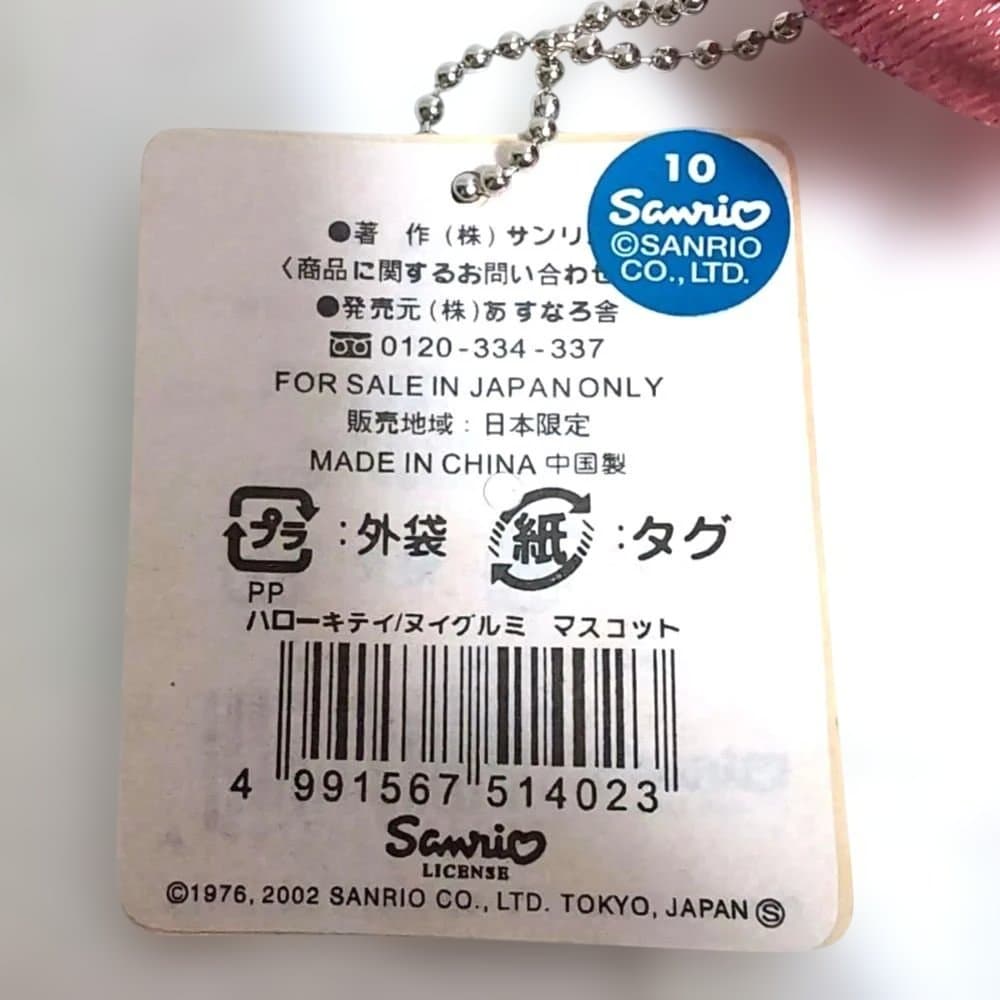 10
Sanrio
©SANRIO
CO., LTD.
●著 作 (株) サンリ
〈商品に関するお問い合わせ
●発売元 (株) あすなろ舎
0120-334-337
FOR SALE IN JAPAN ONLY
販売地域 : 日本限定
MADE IN CHINA 中国製
プラ : 外袋 紙 : タグ
PP
ハローキテイ/ヌイグルミ マスコット
4 991567 514023
Sanrio
LICENSE
©1976, 2002 SANRIO CO., LTD. TOKYO, JAPAN Ⓢ